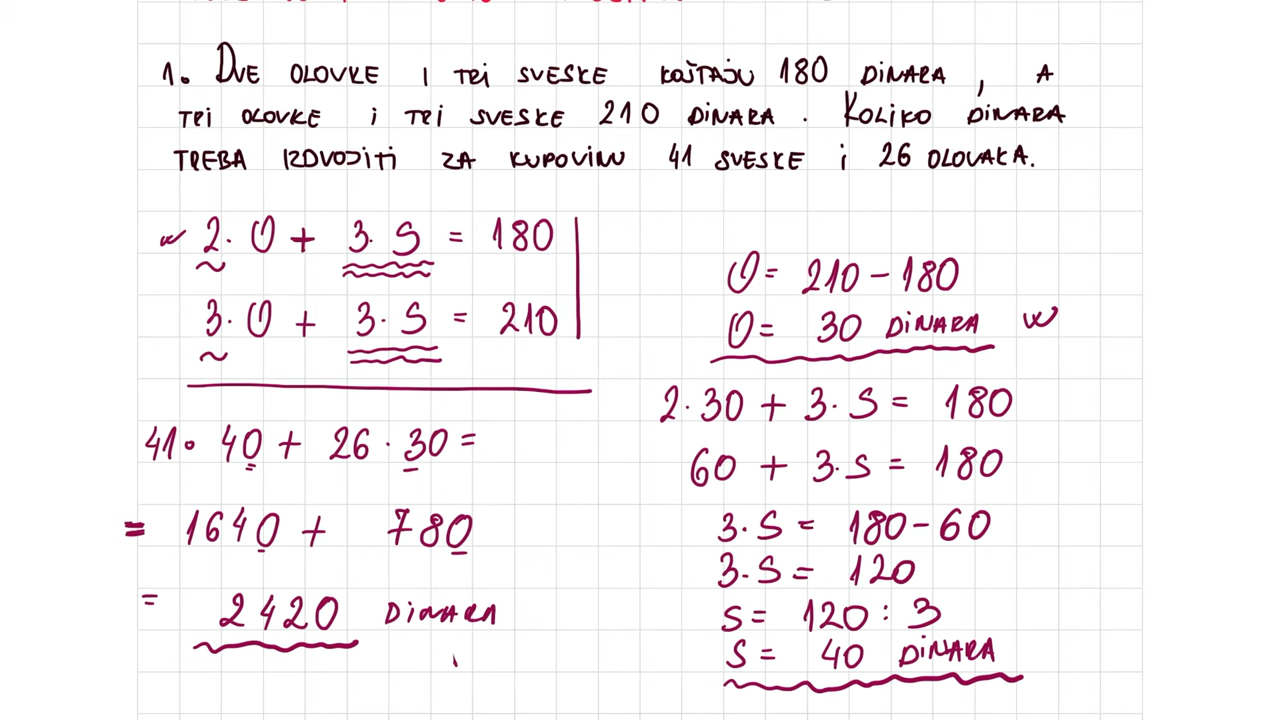 1. Dve olovke i tri sveske koštaju 180 dinara, a
tri olovke i tri sveske 210 dinara. Koliko dinara
treba izdvojiti za kupovinu 41 sveske i 26 olovaka.
2·O + 3·S = 180
3·O + 3·S = 210
41·40 + 26·30 =
= 1640 + 780
= 2420 dinara
O = 210 - 180
O = 30 dinara
2·30 + 3·S = 180
60 + 3·S = 180
3·S = 180 - 60
3·S = 120
S = 120 : 3
S = 40 dinara